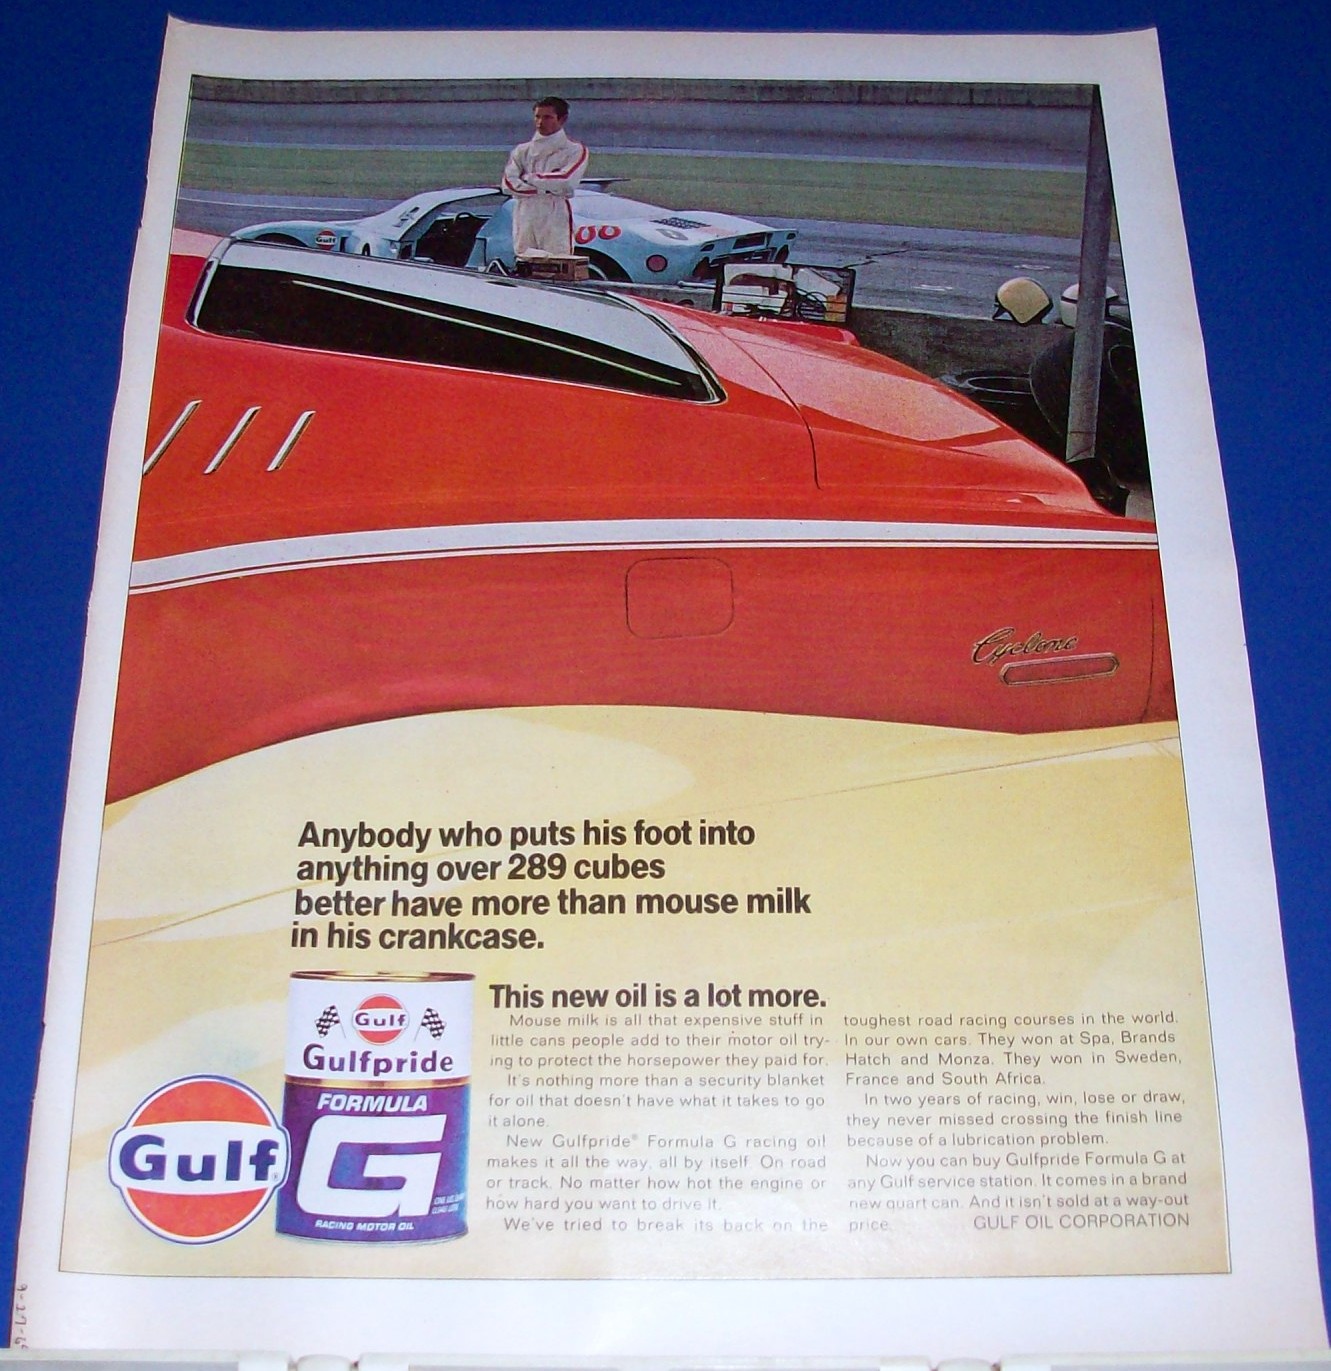 Gulf
00
Cyclone
Anybody who puts his foot into
anything over 289 cubes
better have more than mouse milk
in his crankcase.
Gulf
Gulfpride
FORMULA
G
RACING MOTOR OIL
Gulf
This new oil is a lot more.
Mouse milk is all that expensive stuff in
little cans people add to their motor oil try-
ing to protect the horsepower they paid for.
It's nothing more than a security blanket
for oil that doesn't have what it takes to go
it alone.
New Gulfpride® Formula G racing oil
makes it all the way, all by itself. On road
or track. No matter how hot the engine or
how hard you want to drive it.
We've tried to break its back on the
toughest road racing courses in the world.
In our own cars. They won at Spa, Brands
Hatch and Monza. They won in Sweden,
France and South Africa.
In two years of racing, win, lose or draw,
they never missed crossing the finish line
because of a lubrication problem.
Now you can buy Gulfpride Formula G at
any Gulf service station. It comes in a brand
new quart can. And it isn't sold at a way-out
price. GULF OIL CORPORATION